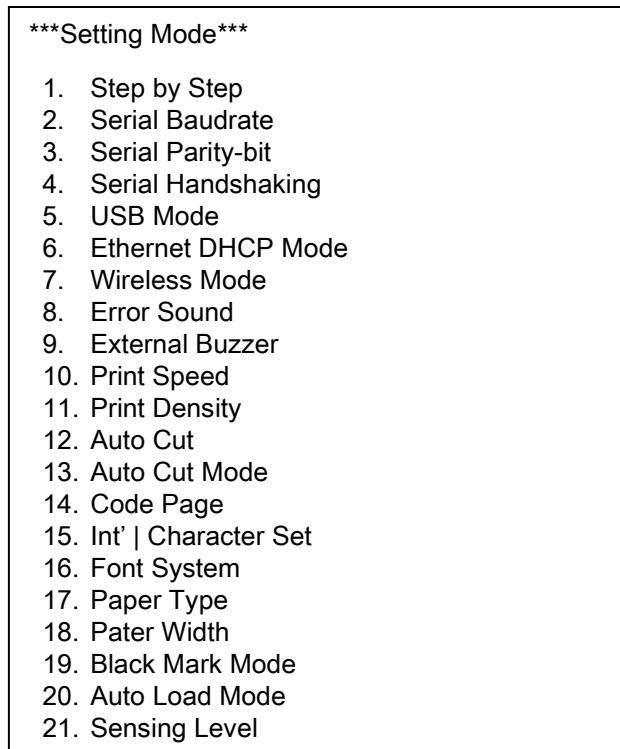 ***Setting Mode***
1. Step by Step
2. Serial Baudrate
3. Serial Parity-bit
4. Serial Handshaking
5. USB Mode
6. Ethernet DHCP Mode
7. Wireless Mode
8. Error Sound
9. External Buzzer
10. Print Speed
11. Print Density
12. Auto Cut
13. Auto Cut Mode
14. Code Page
15. Int’ | Character Set
16. Font System
17. Paper Type
18. Pater Width
19. Black Mark Mode
20. Auto Load Mode
21. Sensing Level